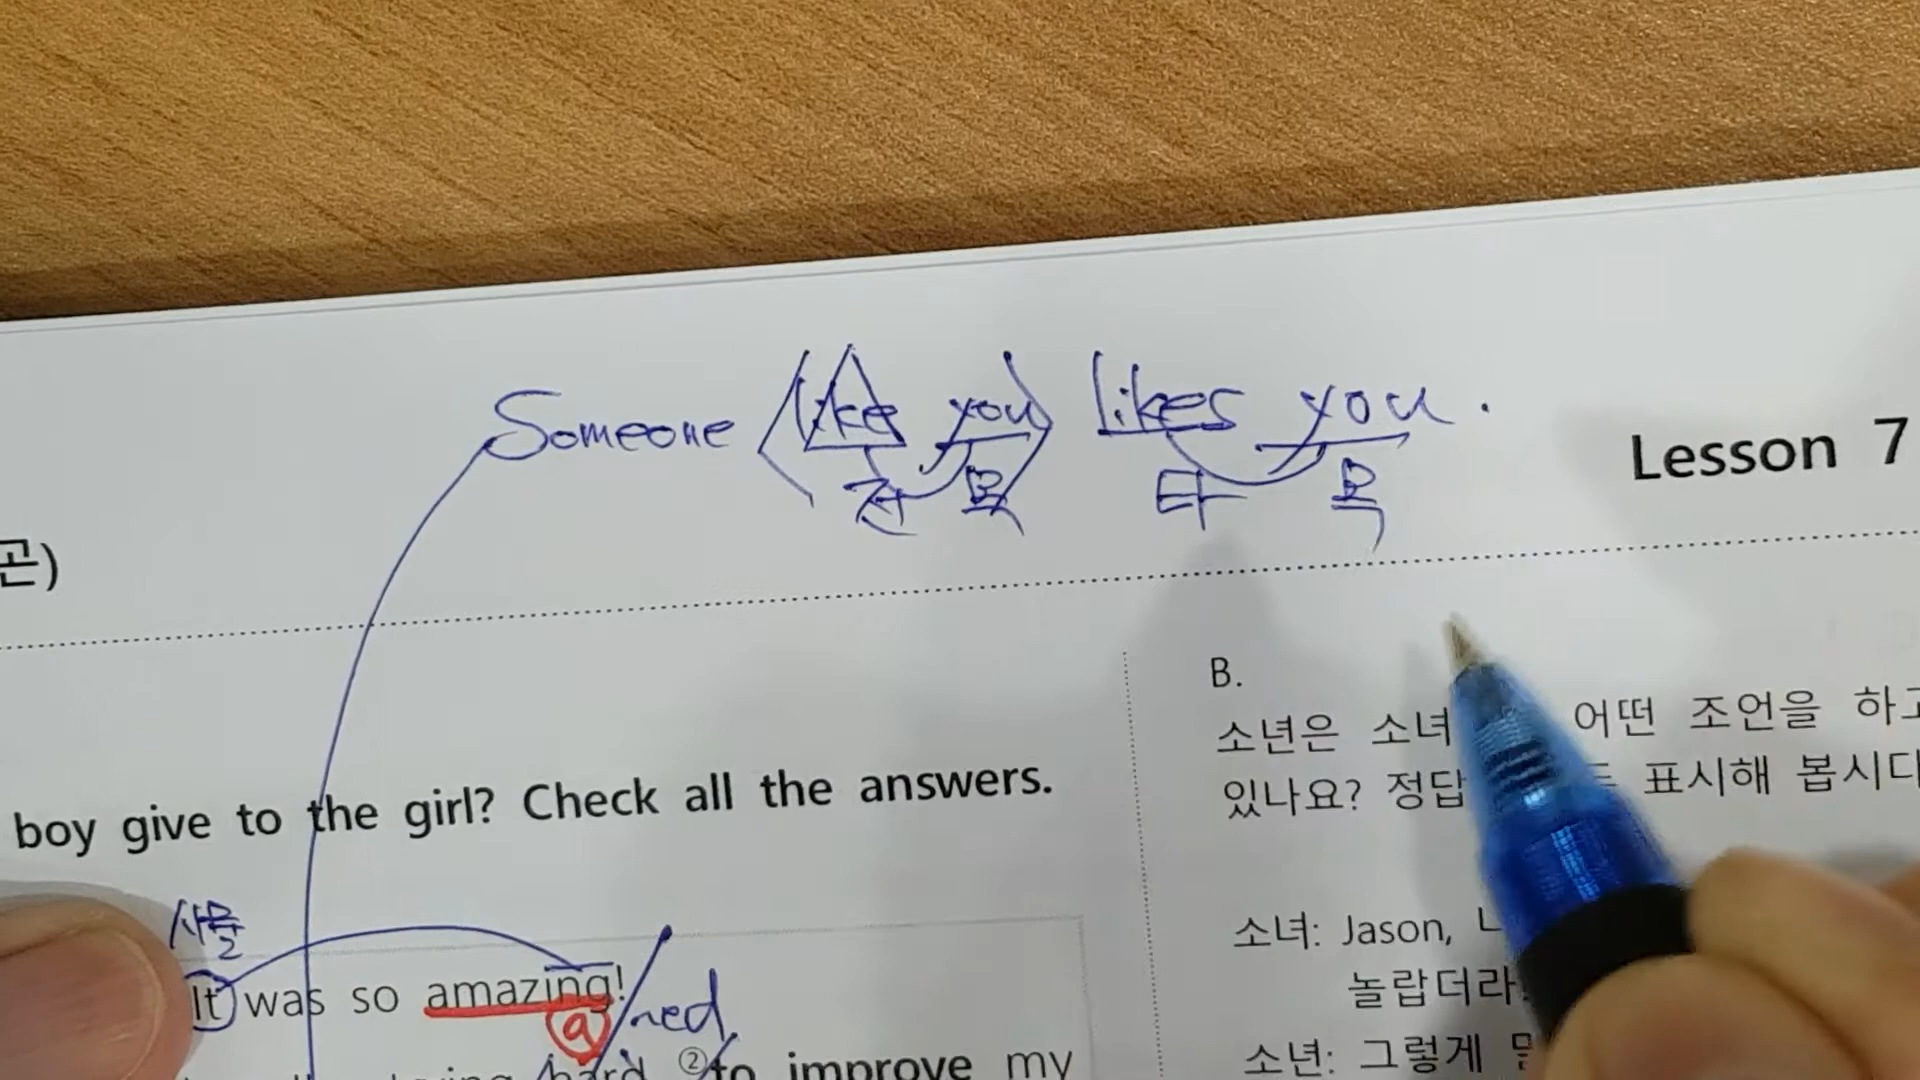 Someone like you likes you.
전 목 타 목
Lesson 7
곤)
boy give to the girl? Check all the answers.
사물
It was so amazing!
ⓐ ned
hard ②to improve my
B.
소년은 소녀 어떤 조언을 하고
있나요? 정답 표시해 봅시다
소녀: Jason, 나
놀랍더라
소년: 그렇게